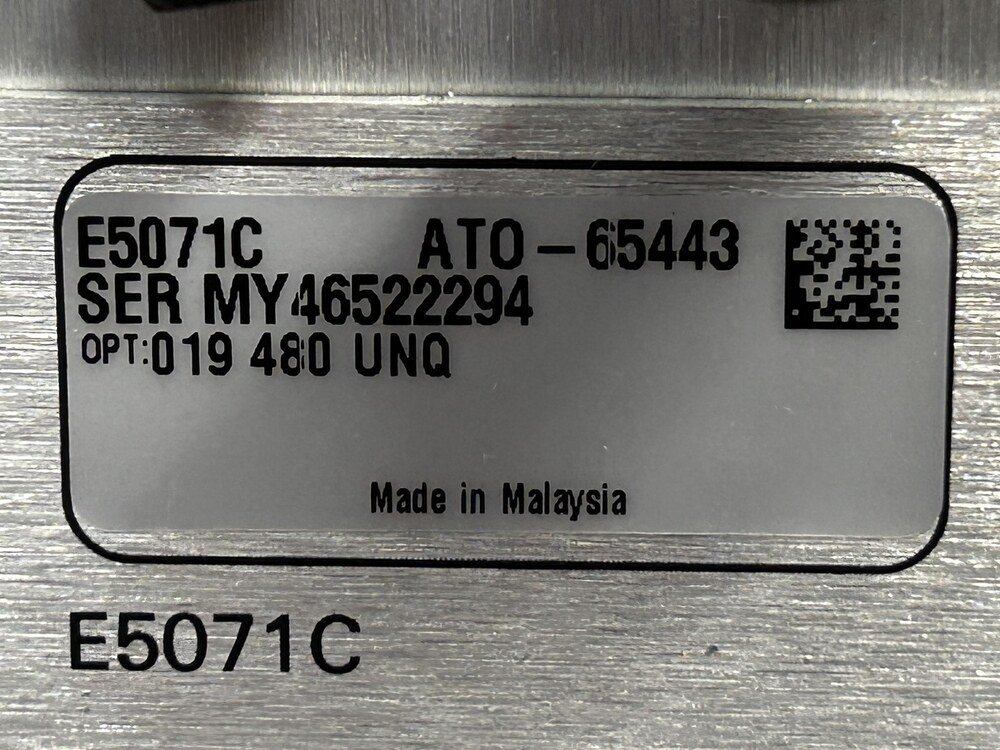 E5071C ATO-65443
SER MY46522294
OPT:019 480 UNQ
Made in Malaysia
E5071C